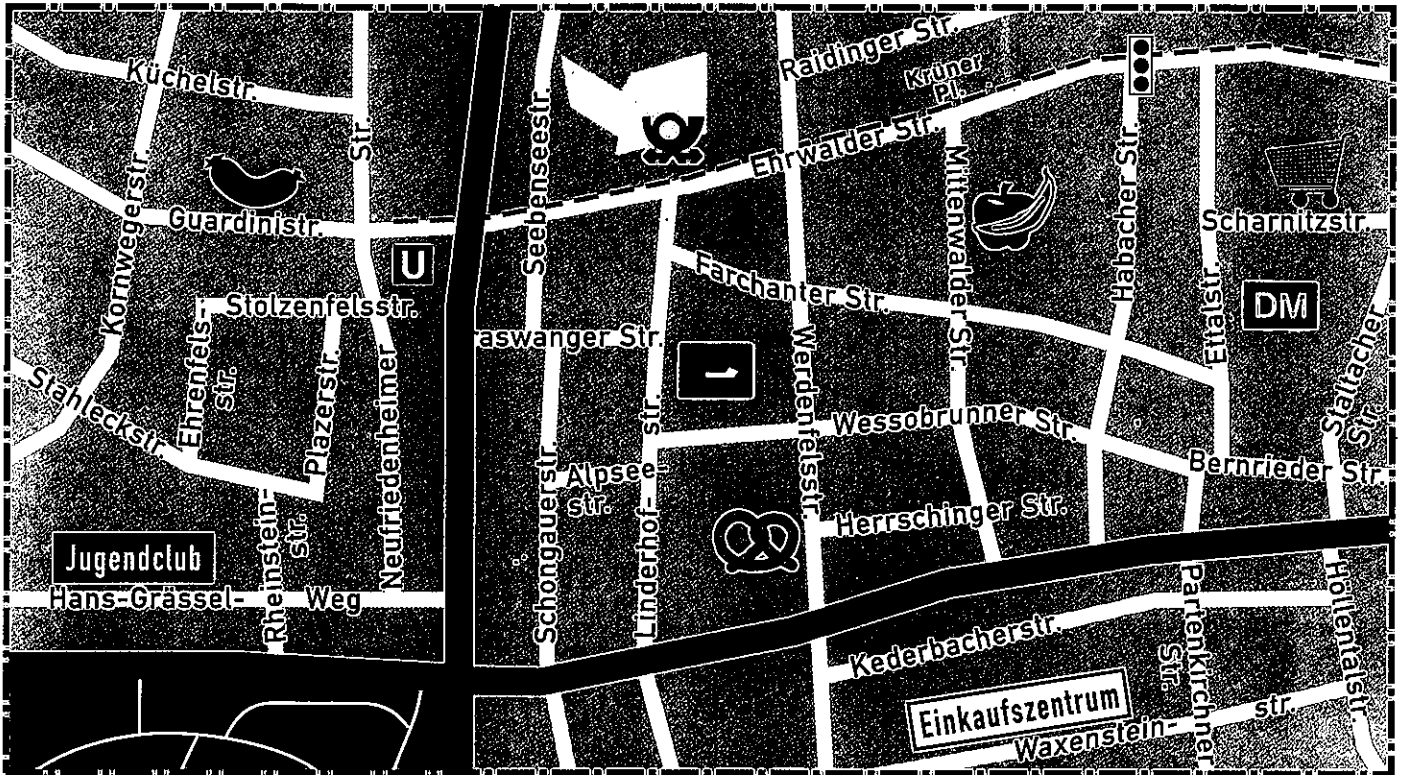 Küchelstr.
Kornwegerstr.
Str.
Guardinistr.
U
Stolzenfelsstr.
Ehrenfels-
str.
Plazerstr.
Neufriedenheimer
Stahleckstr.
Rheinstein-
str.
Jugendclub
Hans-Grässel-
Weg
Seebenseestr.
Raidinger Str.
Krüner
Pl.
Ehrwalder Str.
Farchanter Str.
Mittenwalder Str.
Habacher Str.
Scharnitzstr.
Ettalstr.
DM
Staltacher
Str.
raswanger Str.
Werdenfelsstr.
Wessobrunner Str.
Bernrieder Str.
Schongauerstr.
Alpsee-
str.
Linderhof-
str.
Herrschinger Str.
Kederbacherstr.
Partenkirchner
Str.
Höllentalstr.
Einkaufszentrum
Waxenstein-
str.